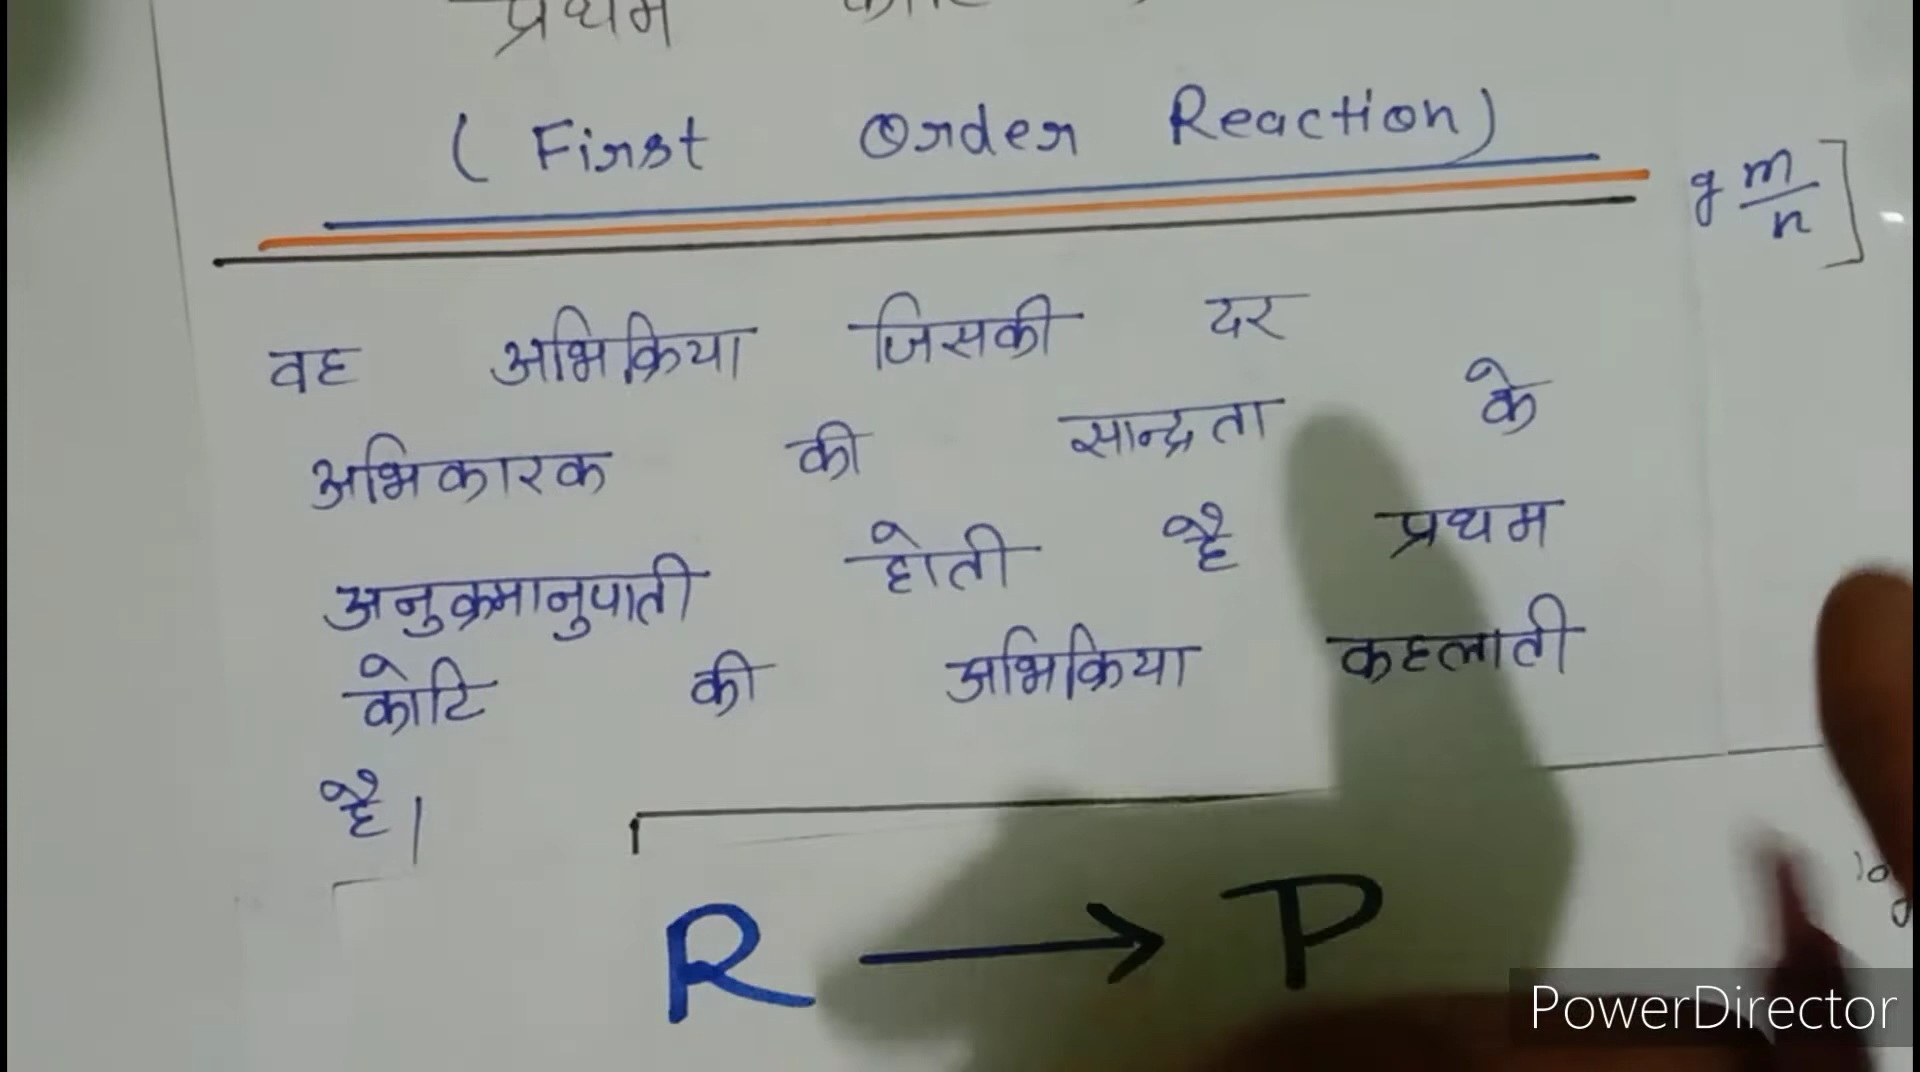 प्रथम
( First Order Reaction)
g m/n ]
वह अभिक्रिया जिसकी दर
अभिकारक की सान्द्रता के
अनुक्रमानुपाती होती है प्रथम
कोटि की अभिक्रिया कहलाती
है।
R → P
PowerDirector